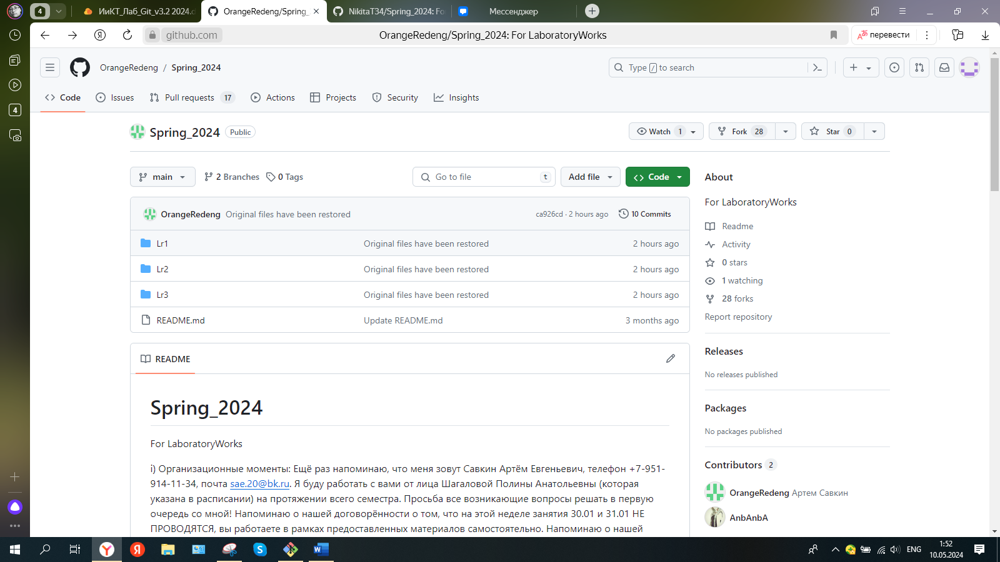 4
ИиКТ_Лаб_Git_v3.2 2024.d
OrangeRedeng/Spring_
NikitaT34/Spring_2024: Fo
Мессенджер
github.com
OrangeRedeng/Spring_2024: For LaboratoryWorks
перевести
4
OrangeRedeng / Spring_2024
Type / to search
Code
Issues
Pull requests 17
Actions
Projects
Security
Insights
Spring_2024 Public
Watch 1
Fork 28
Star 0
main
2 Branches
0 Tags
Go to file t
Add file
Code
OrangeRedeng Original files have been restored
ca926cd · 2 hours ago
10 Commits
Lr1 Original files have been restored 2 hours ago
Lr2 Original files have been restored 2 hours ago
Lr3 Original files have been restored 2 hours ago
README.md Update README.md 3 months ago
README
Spring_2024
For LaboratoryWorks
i) Организационные моменты: Ещё раз напоминаю, что меня зовут Савкин Артём Евгеньевич, телефон +7-951-
914-11-34, почта sae.20@bk.ru. Я буду работать с вами от лица Шагаловой Полины Анатольевны (которая
указана в расписании) на протяжении всего семестра. Просьба все возникающие вопросы решать в первую
очередь со мной! Напоминаю о нашей договорённости о том, что на этой неделе занятия 30.01 и 31.01 НЕ
ПРОВОДЯТСЯ, вы работаете в рамках предоставленных материалов самостоятельно. Напоминаю о нашей
About
For LaboratoryWorks
Readme
Activity
0 stars
1 watching
28 forks
Report repository
Releases
No releases published
Packages
No packages published
Contributors 2
OrangeRedeng Артем Савкин
AnbAnbA
ENG
1:52
10.05.2024